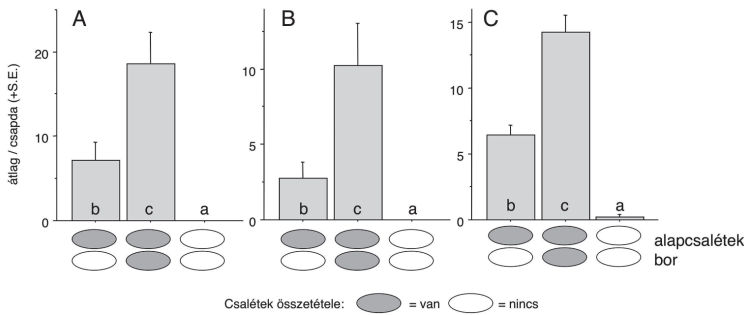 A
B
C
átlag / csapda (+S.E.)
20
10
0
b
c
a
10
5
0
b
c
a
15
10
5
0
b
c
a
alapcsalétek
bor
Csalétek összetétele:
= van
= nincs